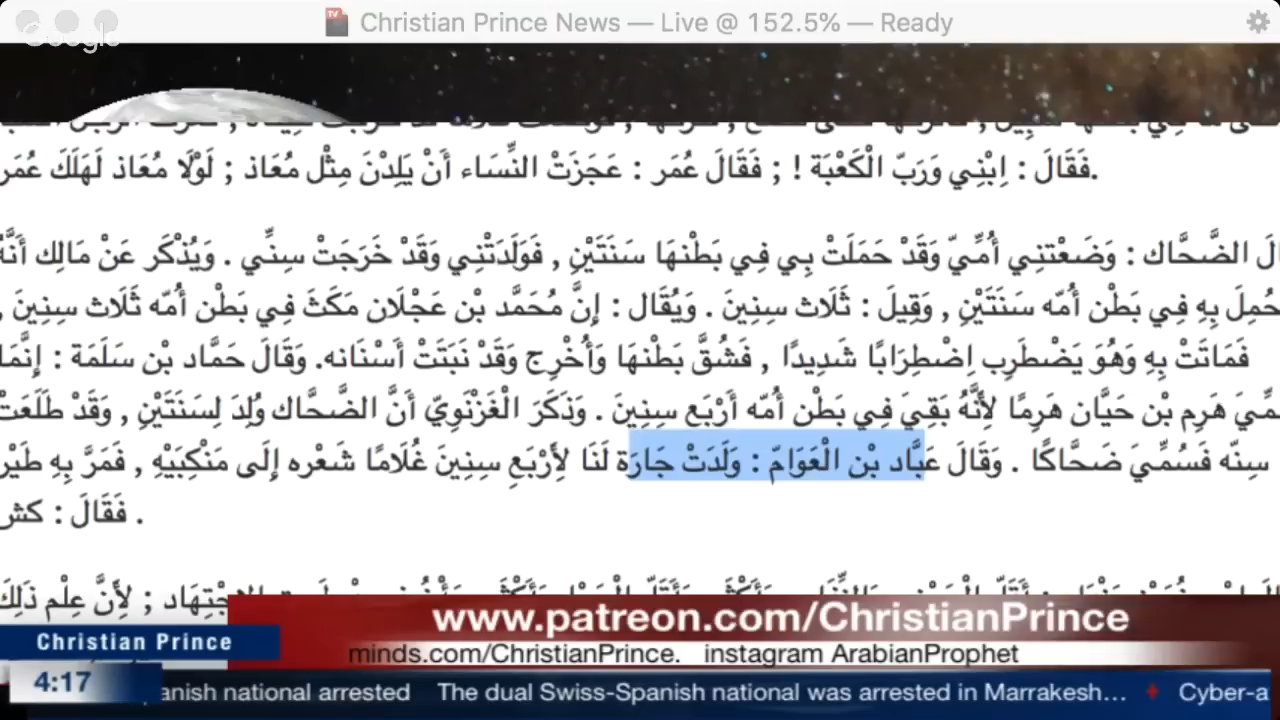 Christian Prince News — Live @ 152.5% — Ready
Google
فَقَالَ : اِبْنِي وَرَبّ الْكَعْبَة ! ; فَقَالَ عُمَر : عَجَزَتْ النِّسَاء أَنْ يَلِدْنَ مِثْل مُعَاذ ; لَوْلَا مُعَاذ لَهَلَكَ عُمَر.
الضَّحَّاك : وَضَعْتنِي أُمِّيّ وَقَدْ حَمَلَتْ بِي فِي بَطْنهَا سَنَتَيْنِ , فَوَلَدَتْنِي وَقَدْ خَرَجَتْ سِنِّي . وَيُذْكَر عَنْ مَالِك أَنَّهُ
حُمِلَ بِهِ فِي بَطْن أُمّه سَنَتَيْنِ , وَقِيلَ : ثَلَاث سِنِينَ . وَيُقَال : إِنَّ مُحَمَّد بْن عَجْلَان مَكَثَ فِي بَطْن أُمّه ثَلَاث سِنِينَ ,
فَمَاتَتْ بِهِ وَهُوَ يَضْطَرِب اِضْطِرَابًا شَدِيدًا , فَشُقَّ بَطْنهَا وَأُخْرِج وَقَدْ نَبَتَتْ أَسْنَانه. وَقَالَ حَمَّاد بْن سَلَمَة : إِنَّمَا
هَرِم بْن حَيَّان هَرِمًا لِأَنَّهُ بَقِيَ فِي بَطْن أُمّه أَرْبَع سِنِينَ . وَذَكَرَ الْغَزْنَوِيّ أَنَّ الضَّحَّاك وُلِدَ لِسَنَتَيْنِ , وَقَدْ طَلَعَتْ
سِنّه فَسُمِّيَ ضَحَّاكًا . وَقَالَ عَبَّاد بْن الْعَوَامّ : وَلَدَتْ جَارَة لَنَا لِأَرْبَعِ سِنِينَ غُلَامًا شَعْره إِلَى مَنْكِبَيْهِ , فَمَرَّ بِهِ طَيْر
فَقَالَ : كش .
لِأَنَّ عِلْم ذَلِكَ
www.patreon.com/ChristianPrince
Christian Prince
minds.com/ChristianPrince. instagram ArabianProphet
4:17
anish national arrested The dual Swiss-Spanish national was arrested in Marrakesh... Cyber-a